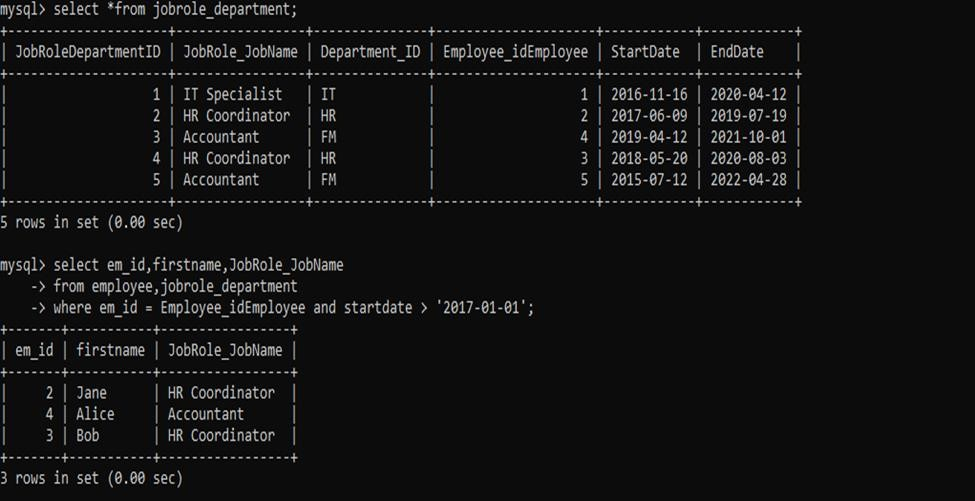 mysql> select *from jobrole_department;
+---------------------+-----------------+---------------+---------------------+------------+------------+
| JobRoleDepartmentID | JobRole_JobName | Department_ID | Employee_idEmployee | StartDate  | EndDate    |
+---------------------+-----------------+---------------+---------------------+------------+------------+
|                   1 | IT Specialist   | IT            |                   1 | 2016-11-16 | 2020-04-12 |
|                   2 | HR Coordinator  | HR            |                   2 | 2017-06-09 | 2019-07-19 |
|                   3 | Accountant      | FM            |                   4 | 2019-04-12 | 2021-10-01 |
|                   4 | HR Coordinator  | HR            |                   3 | 2018-05-20 | 2020-08-03 |
|                   5 | Accountant      | FM            |                   5 | 2015-07-12 | 2022-04-28 |
+---------------------+-----------------+---------------+---------------------+------------+------------+
5 rows in set (0.00 sec)
mysql> select em_id,firstname,JobRole_JobName
    -> from employee,jobrole_department
    -> where em_id = Employee_idEmployee and startdate > '2017-01-01';
+-------+-----------+-----------------+
| em_id | firstname | JobRole_JobName |
+-------+-----------+-----------------+
|     2 | Jane      | HR Coordinator  |
|     4 | Alice     | Accountant      |
|     3 | Bob       | HR Coordinator  |
+-------+-----------+-----------------+
3 rows in set (0.00 sec)